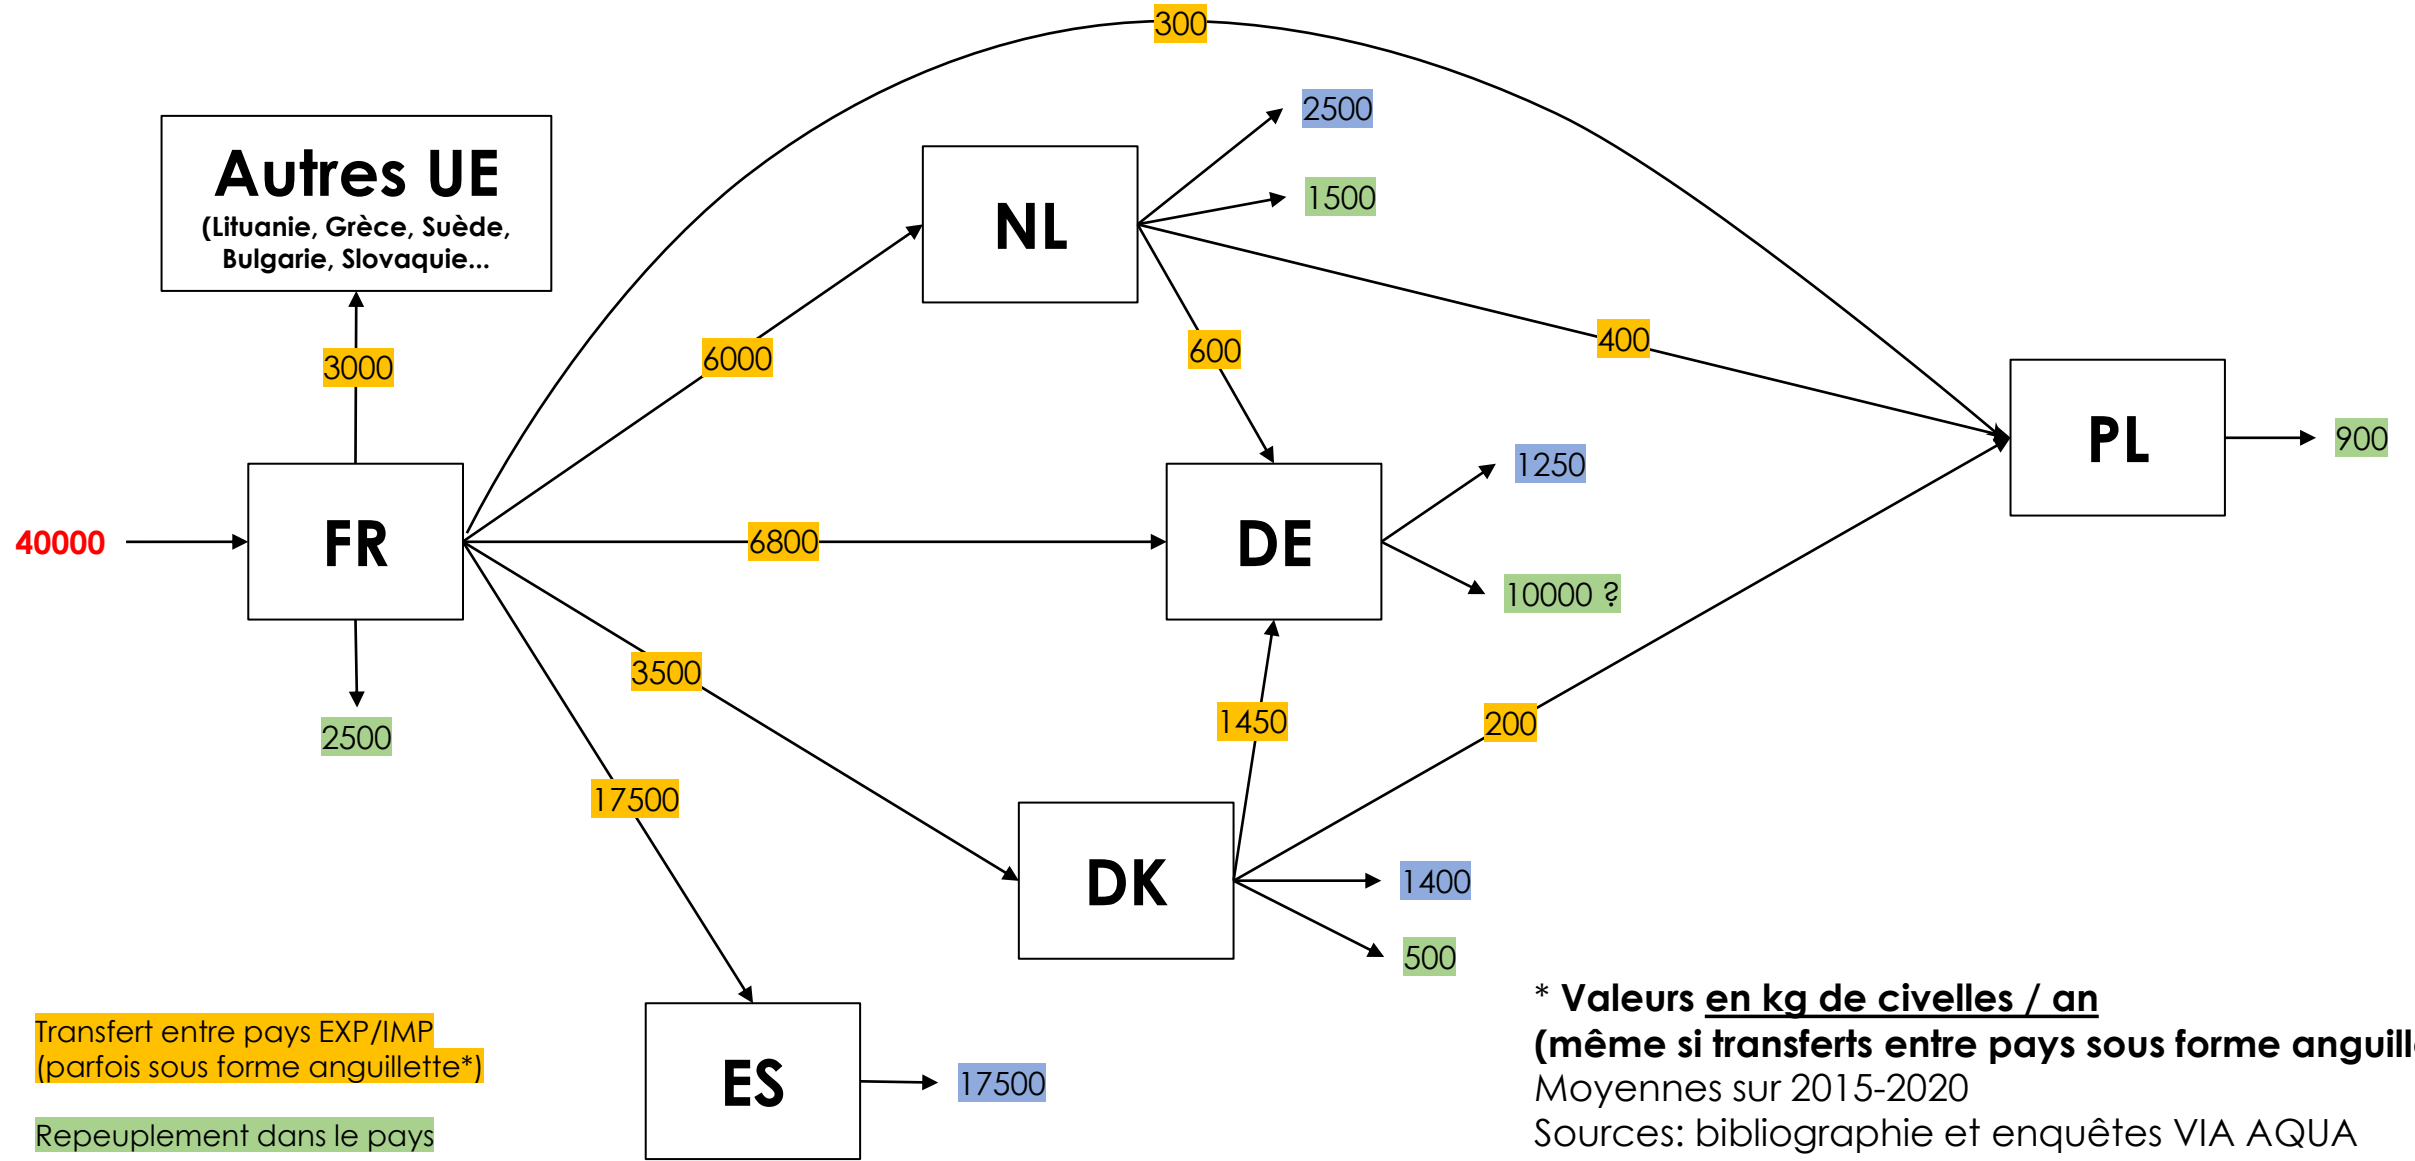 300
2500
Autres UE
(Lituanie, Grèce, Suède,
Bulgarie, Slovaquie...
1500
NL
3000
6000
600
400
PL
900
1250
40000
FR
6800
DE
10000 ?
3500
2500
1450
200
17500
DK
1400
500
Transfert entre pays EXP/IMP
(parfois sous forme anguillette*)
Repeuplement dans le pays
ES
17500
* Valeurs en kg de civelles / an
(même si transferts entre pays sous forme anguill
Moyennes sur 2015-2020
Sources: bibliographie et enquêtes VIA AQUA